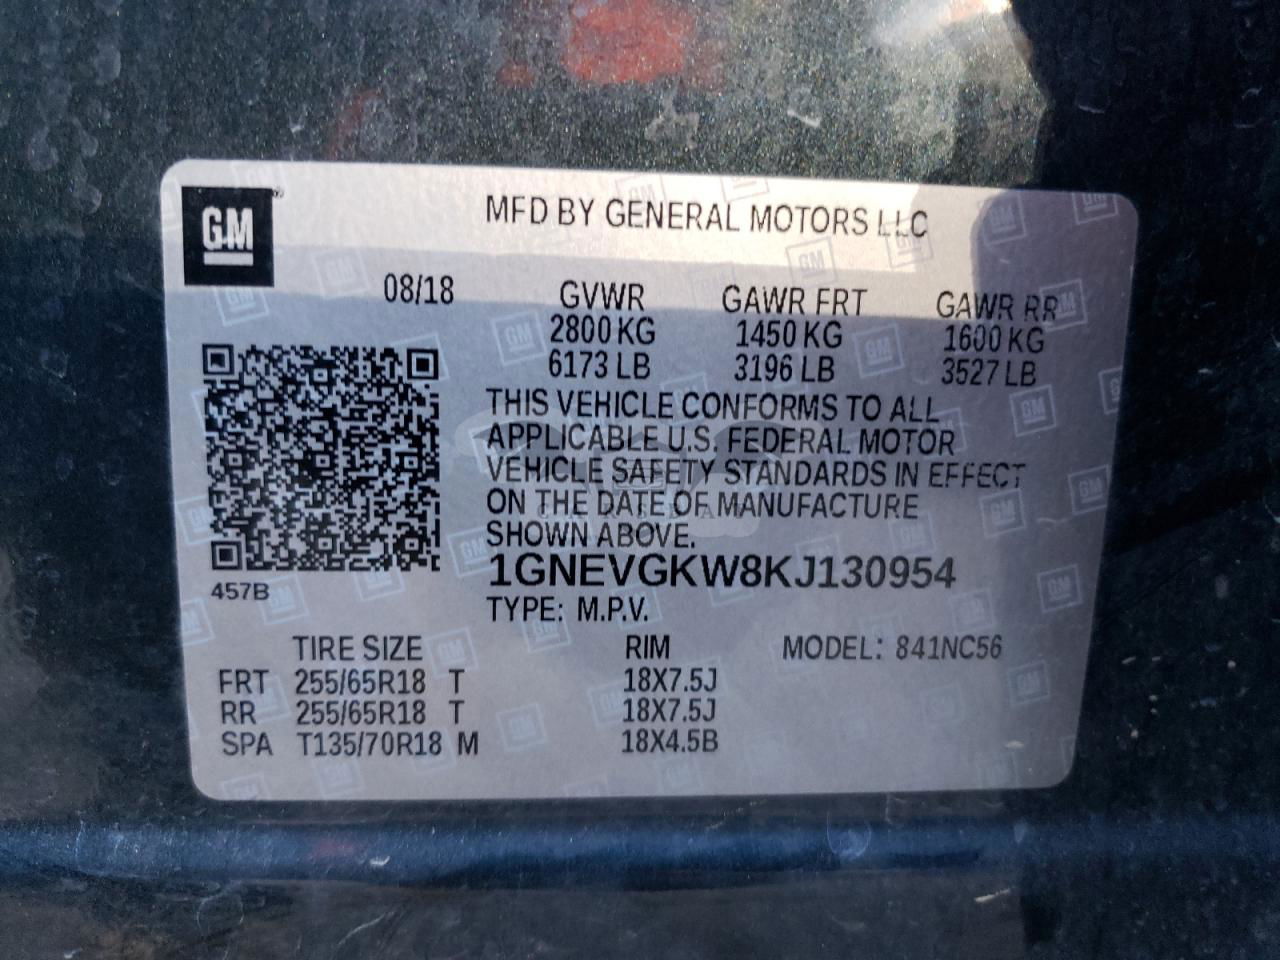 GM
MFD BY GENERAL MOTORS LLC
08/18 GVWR GAWR FRT GAWR RR
2800 KG 1450 KG 1600 KG
6173 LB 3196 LB 3527 LB
THIS VEHICLE CONFORMS TO ALL
APPLICABLE U.S. FEDERAL MOTOR
VEHICLE SAFETY STANDARDS IN EFFECT
ON THE DATE OF MANUFACTURE
SHOWN ABOVE.
1GNEVGKW8KJ130954
457B
TYPE: M.P.V.
TIRE SIZE RIM MODEL: 841NC56
FRT 255/65R18 T 18X7.5J
RR 255/65R18 T 18X7.5J
SPA T135/70R18 M 18X4.5B